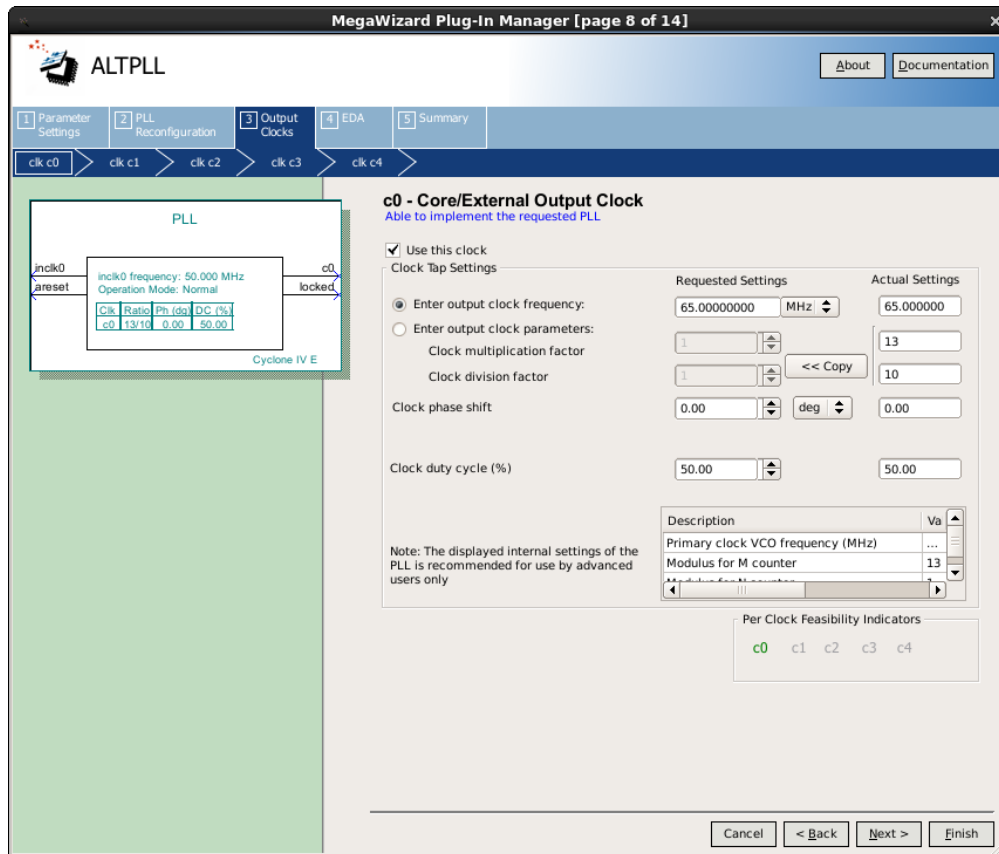 MegaWizard Plug-In Manager [page 8 of 14]
ALTPLL
About
Documentation
1 Parameter Settings
2 PLL Reconfiguration
3 Output Clocks
4 EDA
5 Summary
clk c0
clk c1
clk c2
clk c3
clk c4
PLL
inclk0
areset
inclk0 frequency: 50.000 MHz
Operation Mode: Normal
Clk Ratio Ph (dg) DC (%)
c0 13/10 0.00 50.00
c0
locked
Cyclone IV E
c0 - Core/External Output Clock
Able to implement the requested PLL
Use this clock
Clock Tap Settings
Requested Settings
Actual Settings
Enter output clock frequency:
65.00000000
MHz
65.000000
Enter output clock parameters:
Clock multiplication factor
1
13
<< Copy
Clock division factor
1
10
Clock phase shift
0.00
deg
0.00
Clock duty cycle (%)
50.00
50.00
Note: The displayed internal settings of the
PLL is recommended for use by advanced
users only
Description Va
Primary clock VCO frequency (MHz) ...
Modulus for M counter 13
Modulus for N counter 1
Per Clock Feasibility Indicators
c0 c1 c2 c3 c4
Cancel
< Back
Next >
Finish